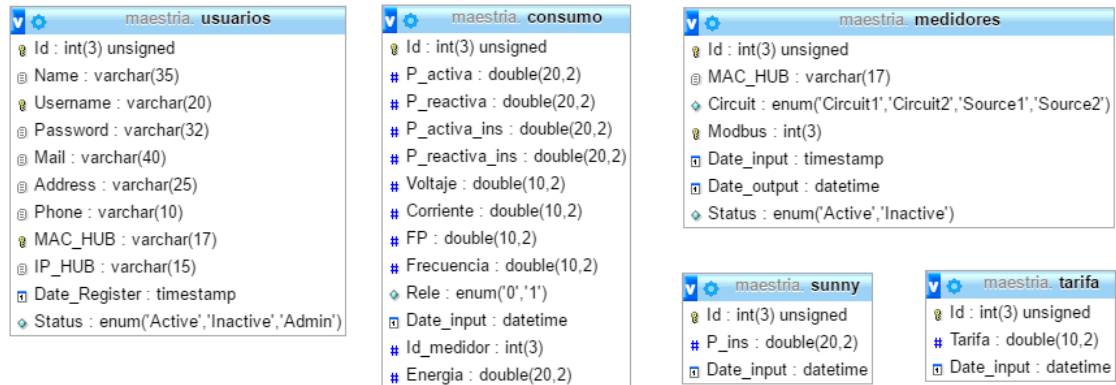 maestria. usuarios
Id : int(3) unsigned
Name : varchar(35)
Username : varchar(20)
Password : varchar(32)
Mail : varchar(40)
Address : varchar(25)
Phone : varchar(10)
MAC_HUB : varchar(17)
IP_HUB : varchar(15)
Date_Register : timestamp
Status : enum('Active','Inactive','Admin')
maestria. consumo
Id : int(3) unsigned
# P_activa : double(20,2)
# P_reactiva : double(20,2)
# P_activa_ins : double(20,2)
# P_reactiva_ins : double(20,2)
# Voltaje : double(10,2)
# Corriente : double(10,2)
# FP : double(10,2)
# Frecuencia : double(10,2)
Rele : enum('0','1')
Date_input : datetime
# Id_medidor : int(3)
# Energia : double(20,2)
maestria. medidores
Id : int(3) unsigned
MAC_HUB : varchar(17)
Circuit : enum('Circuit1','Circuit2','Source1','Source2')
Modbus : int(3)
Date_input : timestamp
Date_output : datetime
Status : enum('Active','Inactive')
maestria. sunny
Id : int(3) unsigned
# P_ins : double(20,2)
Date_input : datetime
maestria. tarifa
Id : int(3) unsigned
# Tarifa : double(10,2)
Date_input : datetime